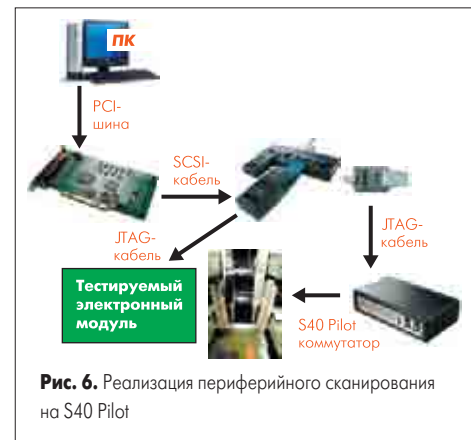 ПК
PCI-
шина
SCSI-
кабель
JTAG-
кабель
JTAG-
кабель
Тестируемый
электронный
модуль
S40 Pilot
коммутатор
Рис. 6. Реализация периферийного сканирования
на S40 Pilot